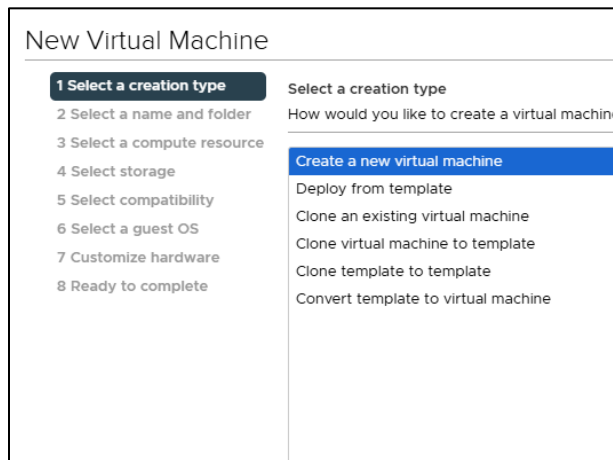 New Virtual Machine
1 Select a creation type
2 Select a name and folder
3 Select a compute resource
4 Select storage
5 Select compatibility
6 Select a guest OS
7 Customize hardware
8 Ready to complete
Select a creation type
How would you like to create a virtual machin
Create a new virtual machine
Deploy from template
Clone an existing virtual machine
Clone virtual machine to template
Clone template to template
Convert template to virtual machine